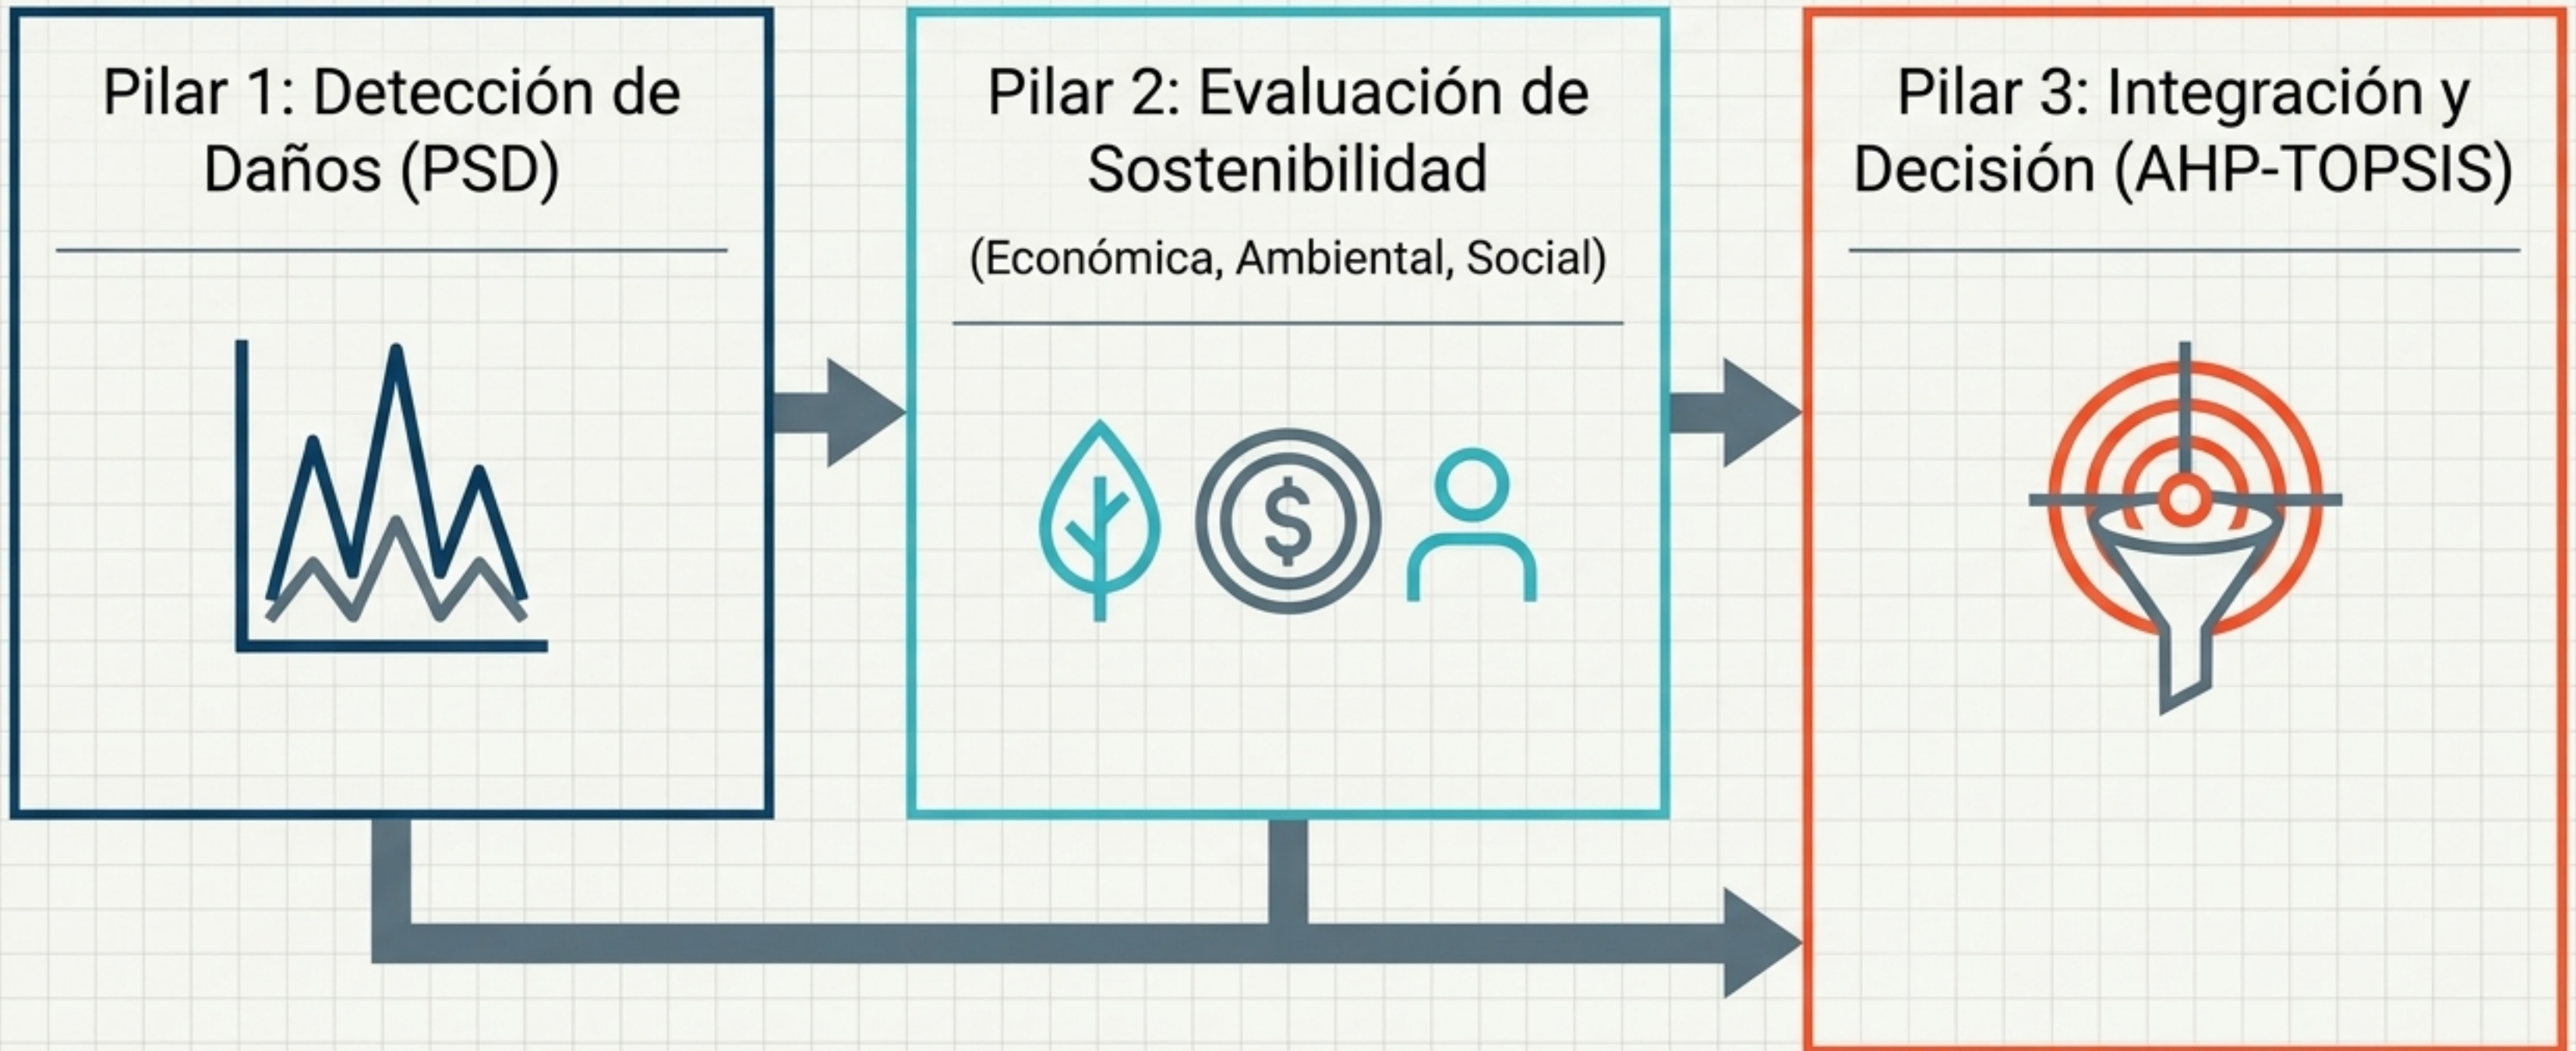 Pilar 1: Detección de
Daños (PSD)
Pilar 2: Evaluación de
Sostenibilidad
(Económica, Ambiental, Social)
$
Pilar 3: Integración y
Decisión (AHP-TOPSIS)